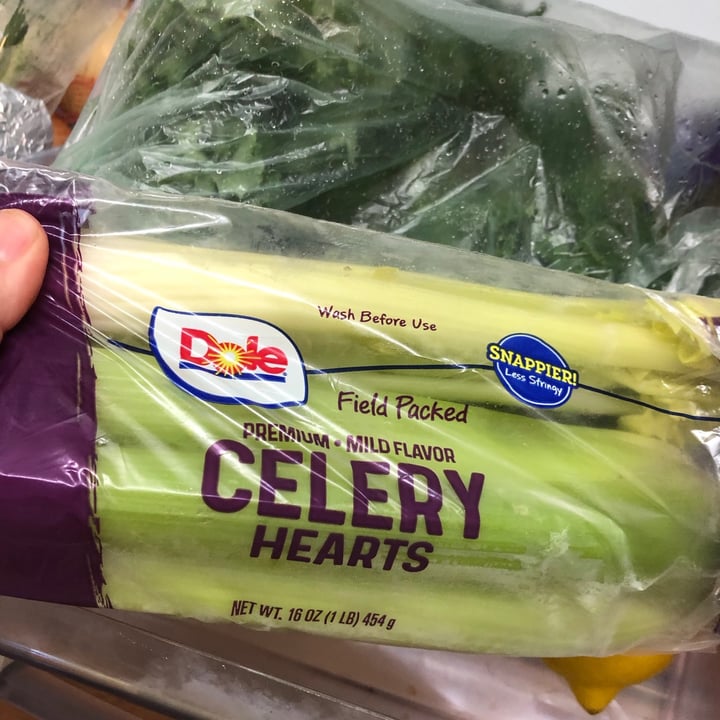 Wash Before Use
Dole
SNAPPIER!
Less Stringy
Field Packed
PREMIUM • MILD FLAVOR
CELERY
HEARTS
NET WT. 16 OZ (1 LB) 454 g